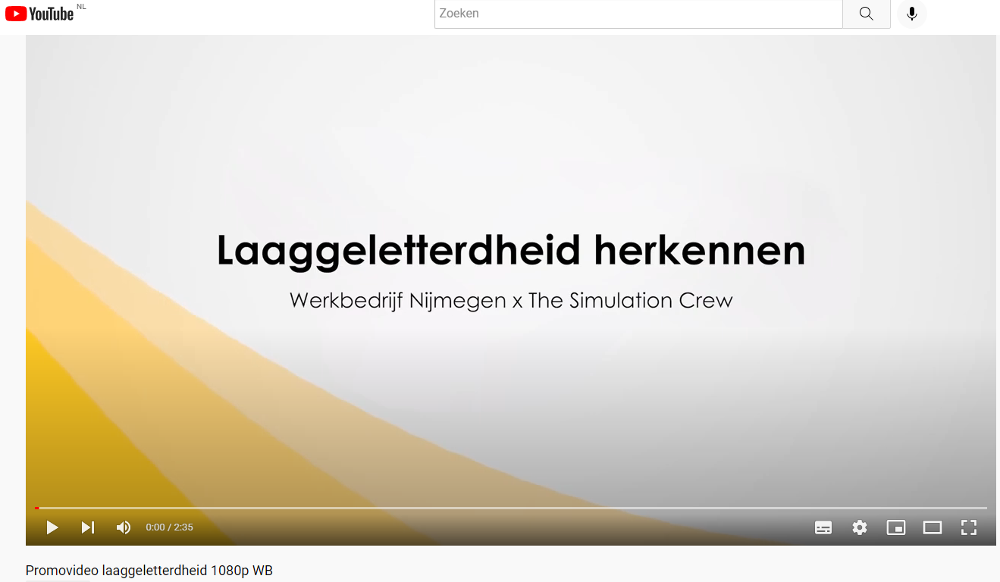 YouTube NL
Zoeken
Laaggeletterdheid herkennen
Werkbedrijf Nijmegen x The Simulation Crew
0:00 / 2:35
Promovideo laaggeletterdheid 1080p WB